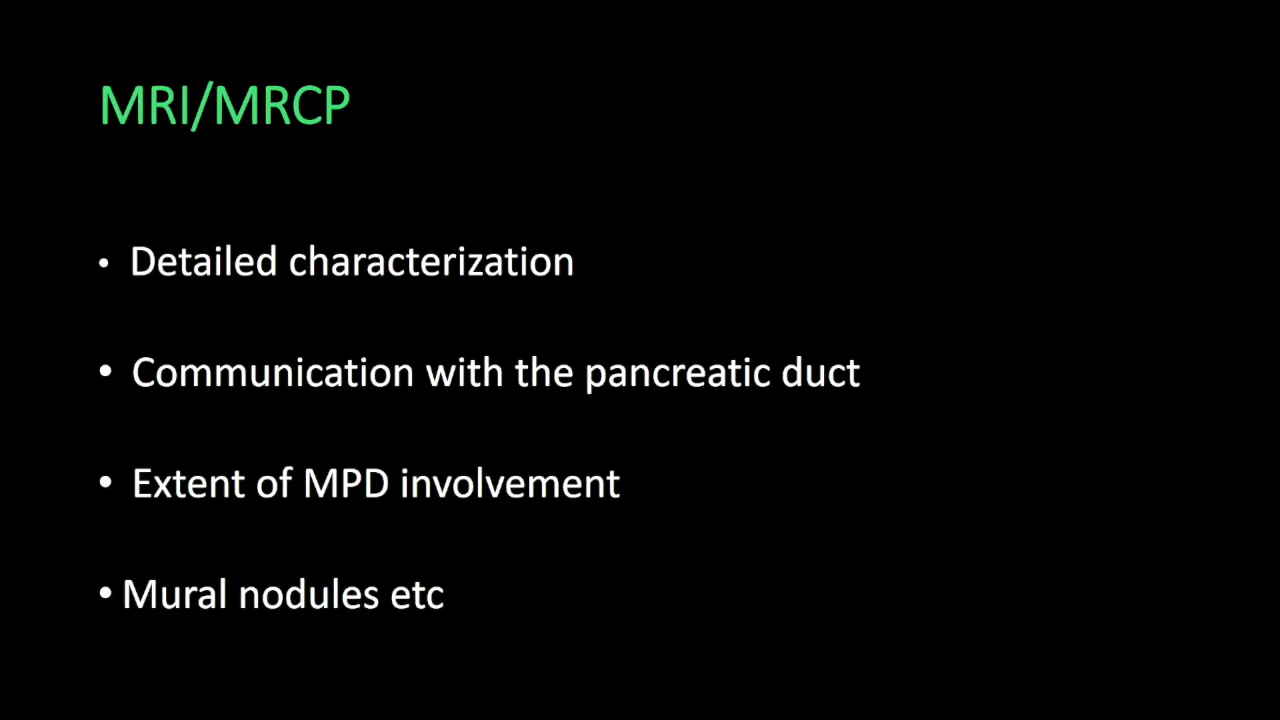 MRI/MRCP
• Detailed characterization
• Communication with the pancreatic duct
• Extent of MPD involvement
• Mural nodules etc